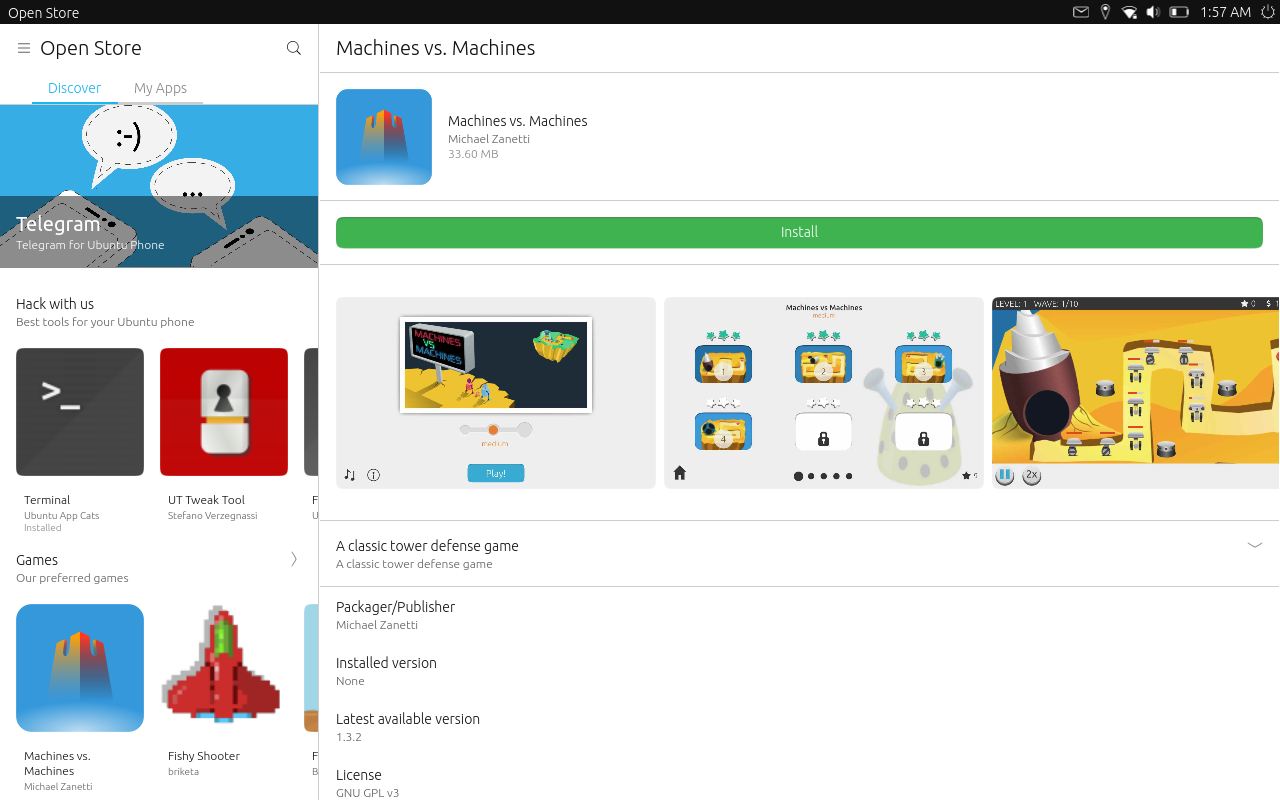 Open Store
1:57 AM
Open Store
Discover
My Apps
:-)
...
Telegram
Telegram for Ubuntu Phone
Hack with us
Best tools for your Ubuntu phone
>_
Terminal
Ubuntu App Cats
Installed
UT Tweak Tool
Stefano Verzegnassi
F
U
Games
Our preferred games
Machines vs.
Machines
Michael Zanetti
Fishy Shooter
briketa
F
B
Machines vs. Machines
Machines vs. Machines
Michael Zanetti
33.60 MB
Install
MACHINES
VS
MACHINES
medium
Play!
Machines vs Machines
medium
1
2
3
4
9
LEVEL: 1 WAVE: 1/10
0 $ 1
2x
A classic tower defense game
A classic tower defense game
Packager/Publisher
Michael Zanetti
Installed version
None
Latest available version
1.3.2
License
GNU GPL v3